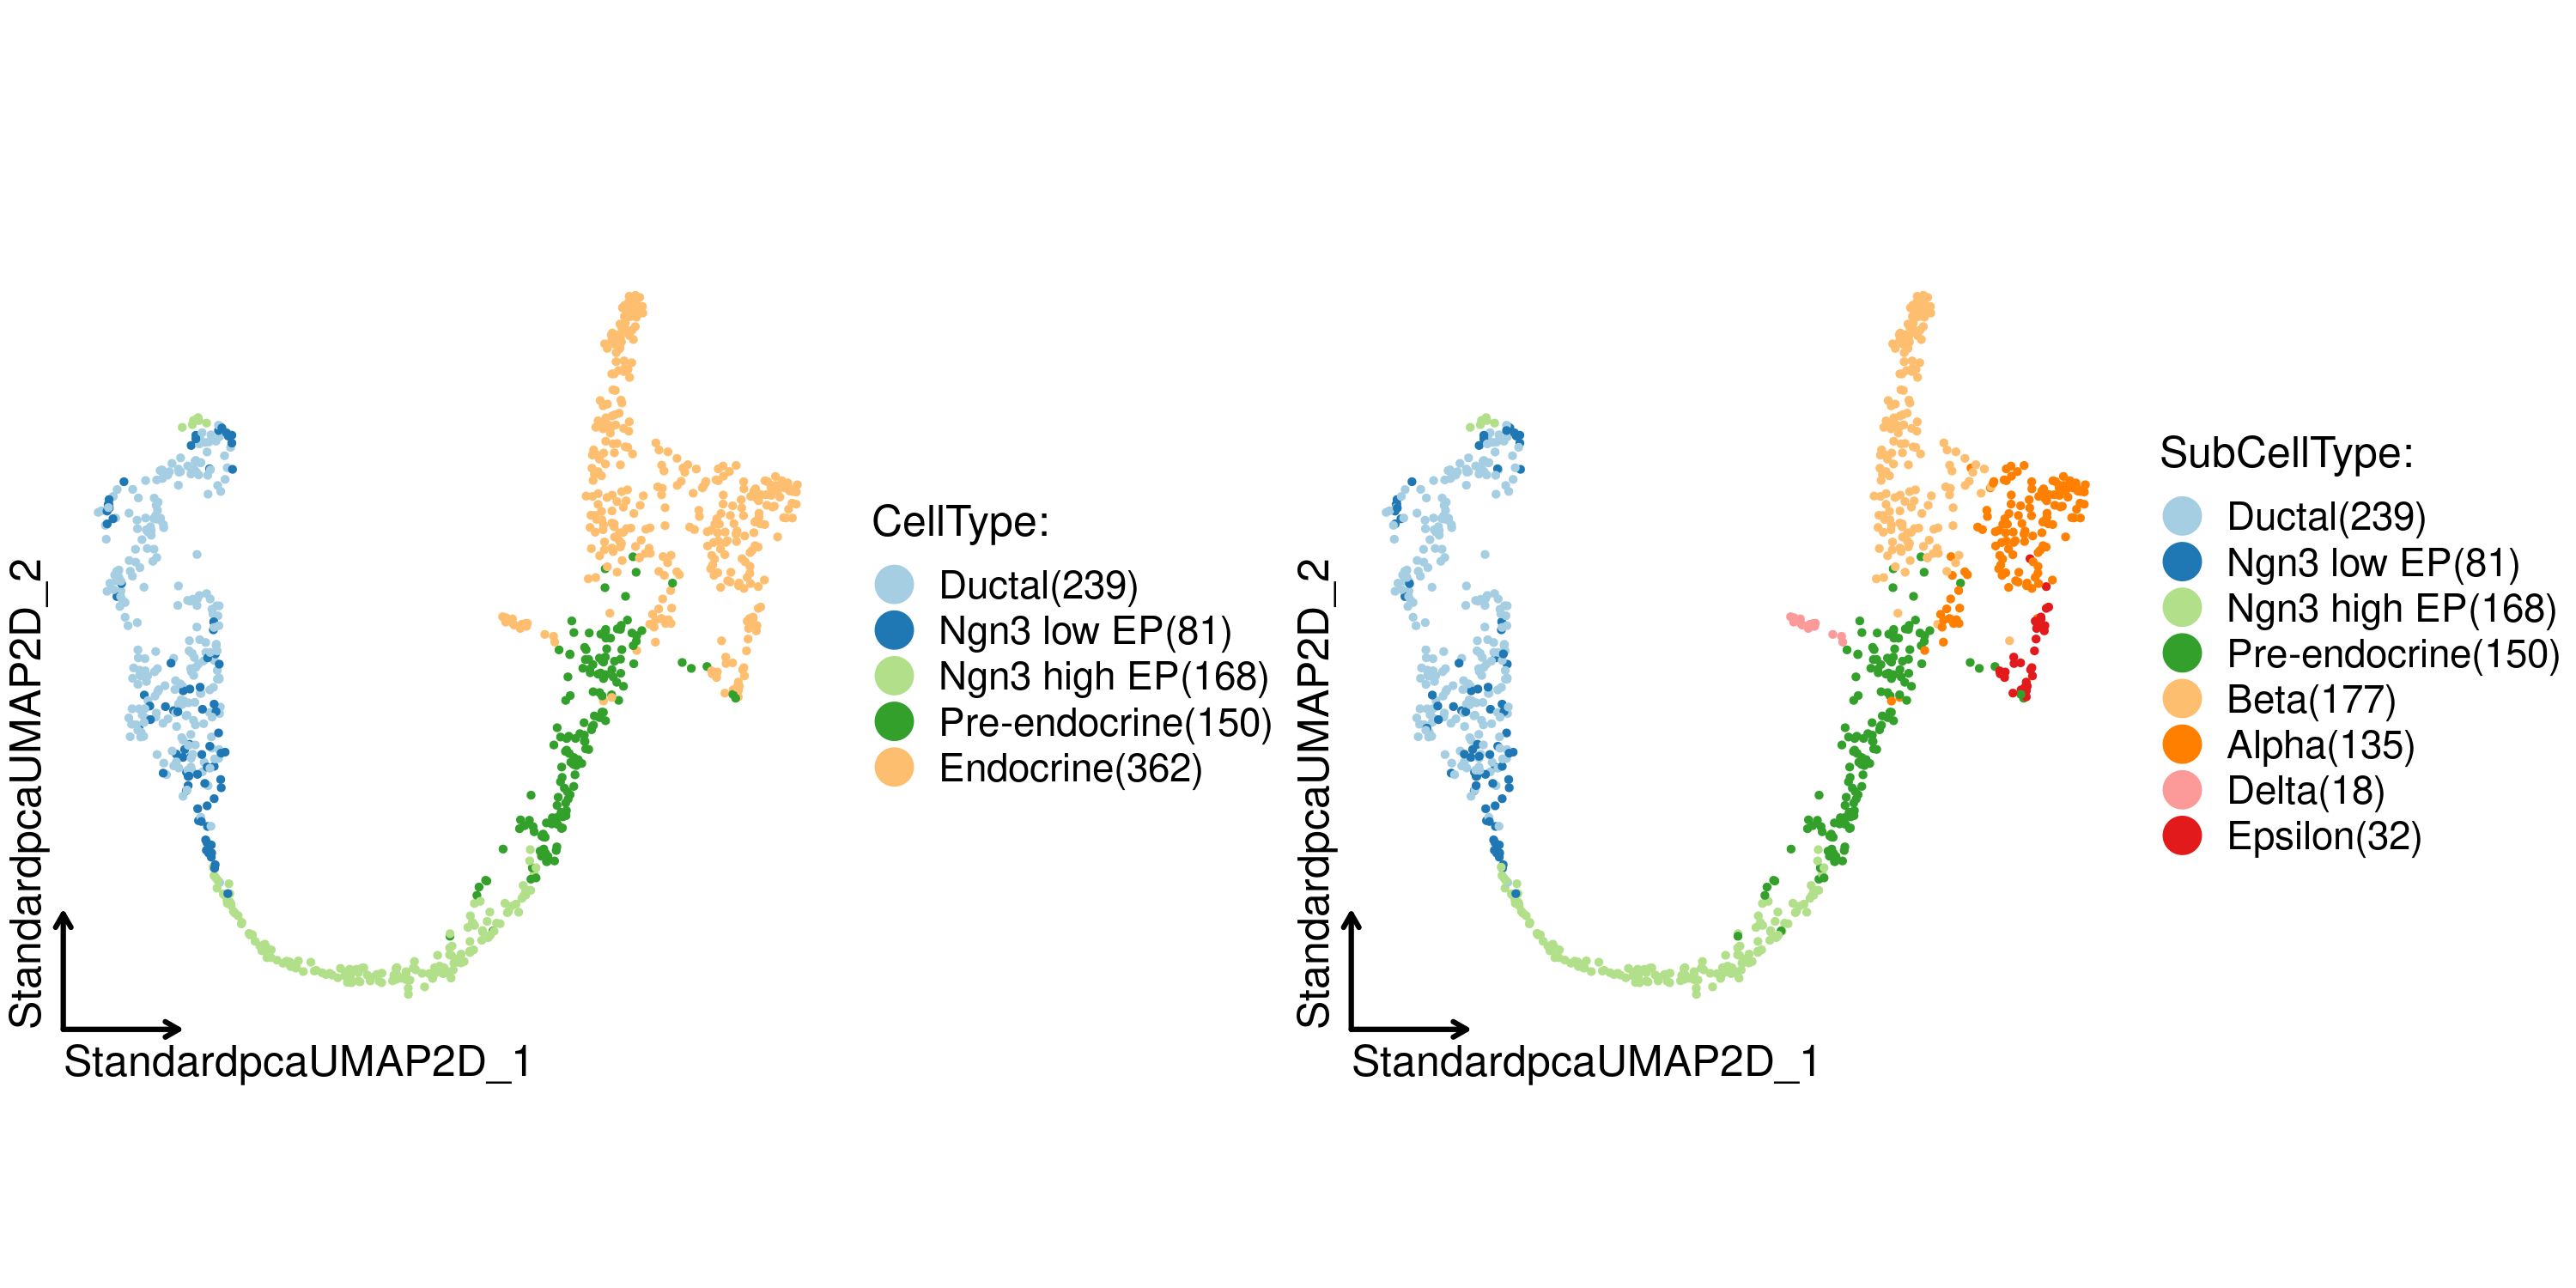 StandardpcaUMAP2D_2
StandardpcaUMAP2D_1
CellType:
Ductal(239)
Ngn3 low EP(81)
Ngn3 high EP(168)
Pre-endocrine(150)
Endocrine(362)
StandardpcaUMAP2D_2
StandardpcaUMAP2D_1
SubCellType:
Ductal(239)
Ngn3 low EP(81)
Ngn3 high EP(168)
Pre-endocrine(150)
Beta(177)
Alpha(135)
Delta(18)
Epsilon(32)